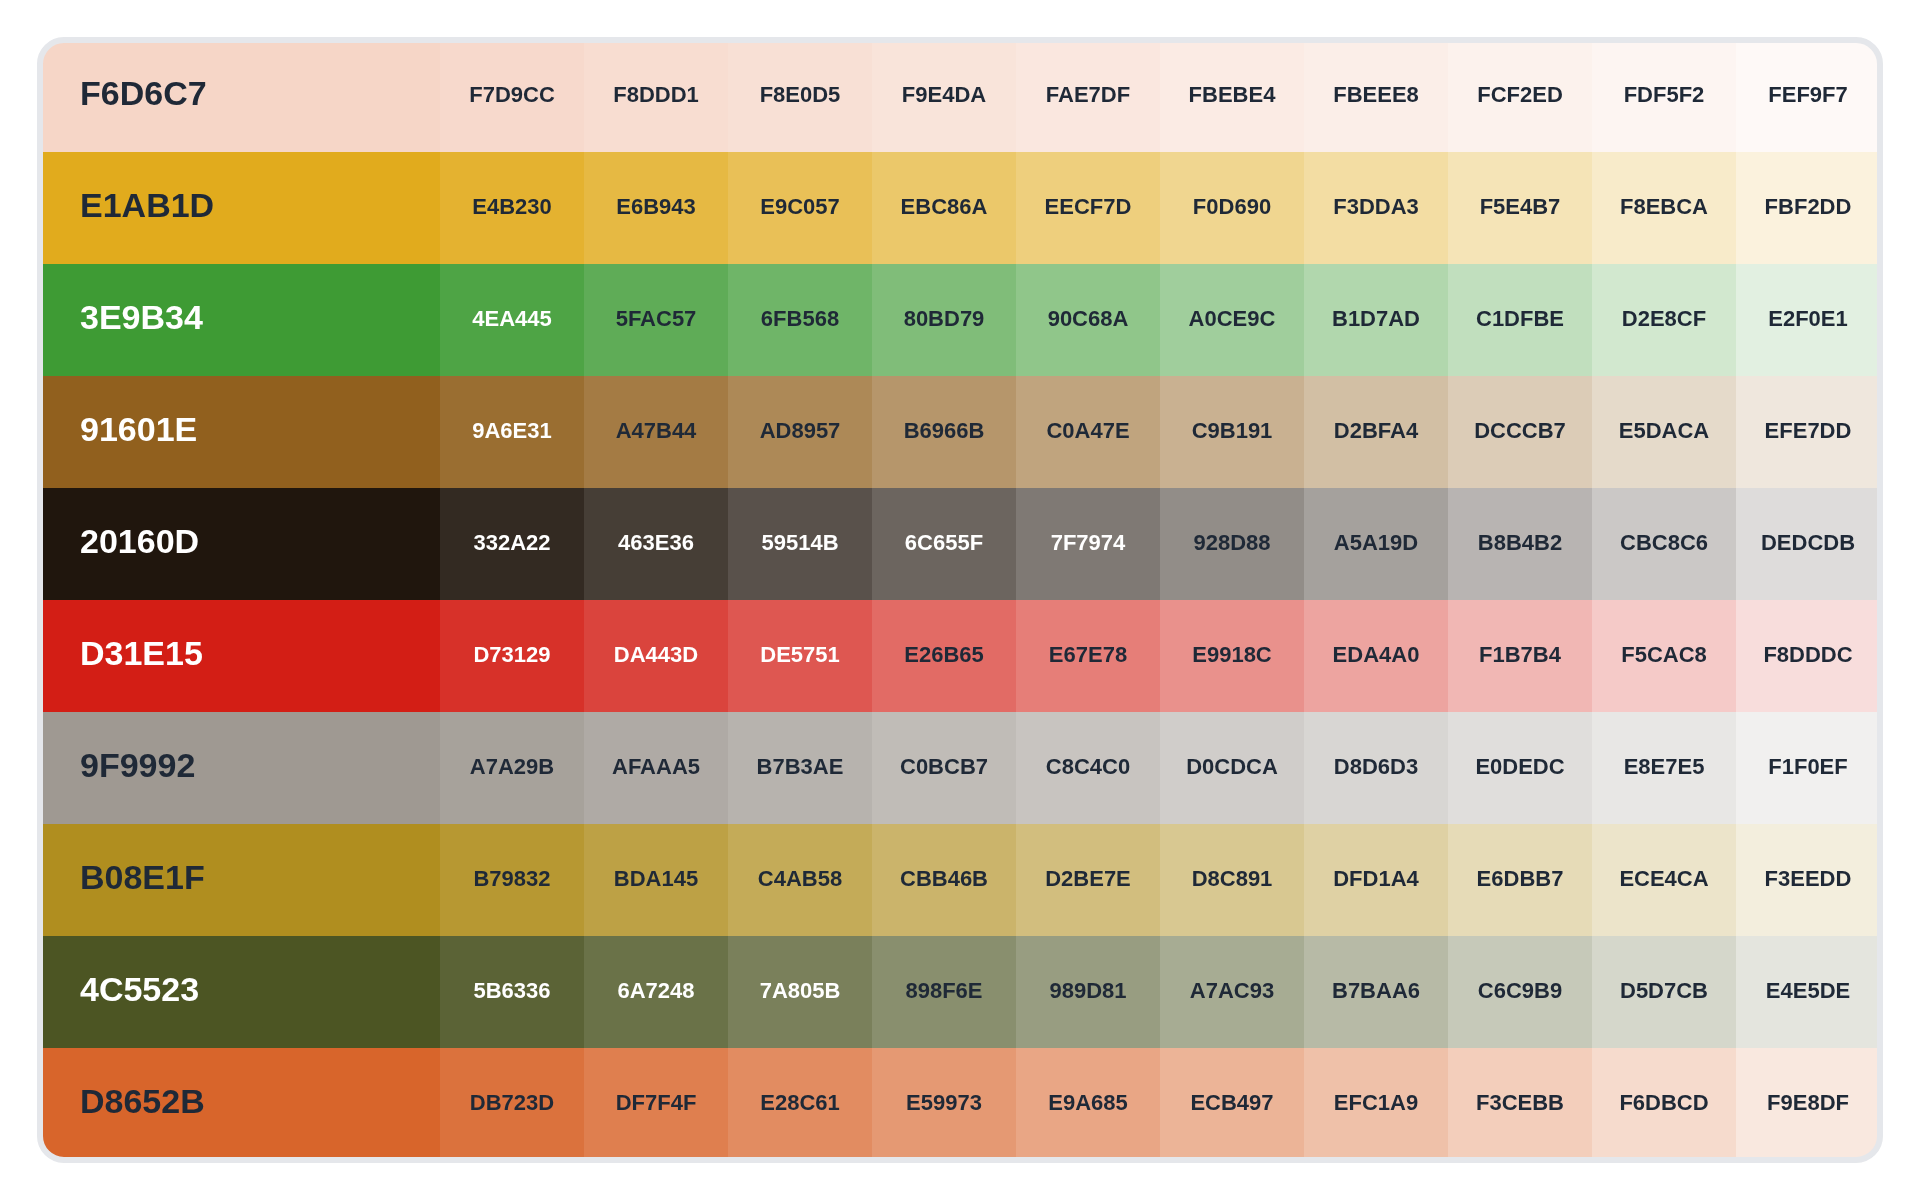 F6D6C7 F7D9CC F8DDD1 F8E0D5 F9E4DA FAE7DF FBEBE4 FBEEE8 FCF2ED FDF5F2 FEF9F7
E1AB1D E4B230 E6B943 E9C057 EBC86A EECF7D F0D690 F3DDA3 F5E4B7 F8EBCA FBF2DD
3E9B34 4EA445 5FAC57 6FB568 80BD79 90C68A A0CE9C B1D7AD C1DFBE D2E8CF E2F0E1
91601E 9A6E31 A47B44 AD8957 B6966B C0A47E C9B191 D2BFA4 DCCCB7 E5DACA EFE7DD
20160D 332A22 463E36 59514B 6C655F 7F7974 928D88 A5A19D B8B4B2 CBC8C6 DEDCDB
D31E15 D73129 DA443D DE5751 E26B65 E67E78 E9918C EDA4A0 F1B7B4 F5CAC8 F8DDDC
9F9992 A7A29B AFAAA5 B7B3AE C0BCB7 C8C4C0 D0CDCA D8D6D3 E0DEDC E8E7E5 F1F0EF
B08E1F B79832 BDA145 C4AB58 CBB46B D2BE7E D8C891 DFD1A4 E6DBB7 ECE4CA F3EEDD
4C5523 5B6336 6A7248 7A805B 898F6E 989D81 A7AC93 B7BAA6 C6C9B9 D5D7CB E4E5DE
D8652B DB723D DF7F4F E28C61 E59973 E9A685 ECB497 EFC1A9 F3CEBB F6DBCD F9E8DF